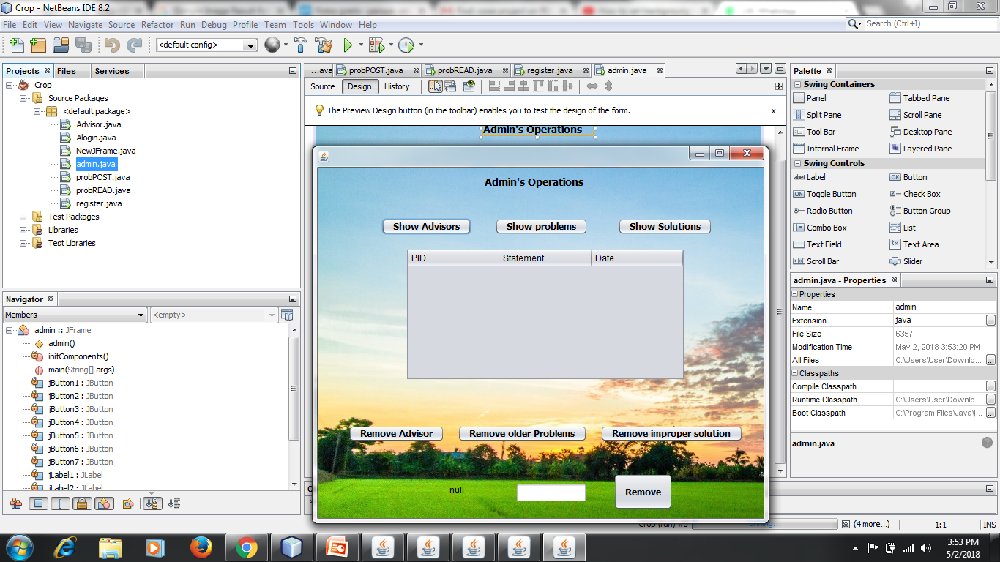 Crop - NetBeans IDE 8.2
File Edit View Navigate Source Refactor Run Debug Profile Team Tools Window Help
Search (Ctrl+I)
<default config>
Projects Files Services
Crop
Source Packages
<default package>
Advisor.java
Alogin.java
NewJFrame.java
admin.java
probPOST.java
probREAD.java
register.java
Test Packages
Libraries
Test Libraries
Navigator
Members
<empty>
admin :: JFrame
admin()
initComponents()
main(String[] args)
jButton1 : JButton
jButton2 : JButton
jButton3 : JButton
jButton4 : JButton
jButton5 : JButton
jButton6 : JButton
jButton7 : JButton
jLabel1 : JLabel
jLabel2 : JLabel
...ava probPOST.java probREAD.java register.java admin.java
Source Design History
The Preview Design button (in the toolbar) enables you to test the design of the form.
x
Admin's Operations
Admin's Operations
Show Advisors Show problems Show Solutions
PID Statement Date
Remove Advisor Remove older Problems Remove improper solution
null Remove
Palette
Swing Containers
Panel Tabbed Pane
Split Pane Scroll Pane
Tool Bar Desktop Pane
Internal Frame Layered Pane
Swing Controls
Label Button
Toggle Button Check Box
Radio Button Button Group
Combo Box List
Text Field Text Area
Scroll Bar Slider
admin.java - Properties
Properties
Name admin
Extension java
File Size 6357
Modification Time May 2, 2018 3:53:20 PM
All Files C:\Users\User\Downlo...
Classpaths
Compile Classpath
Runtime Classpath C:\Users\User\Downlo...
Boot Classpath C:\Program Files\Java\j...
admin.java
Crop (run) #5 running... (4 more...) 1:1 INS
3:53 PM
5/2/2018